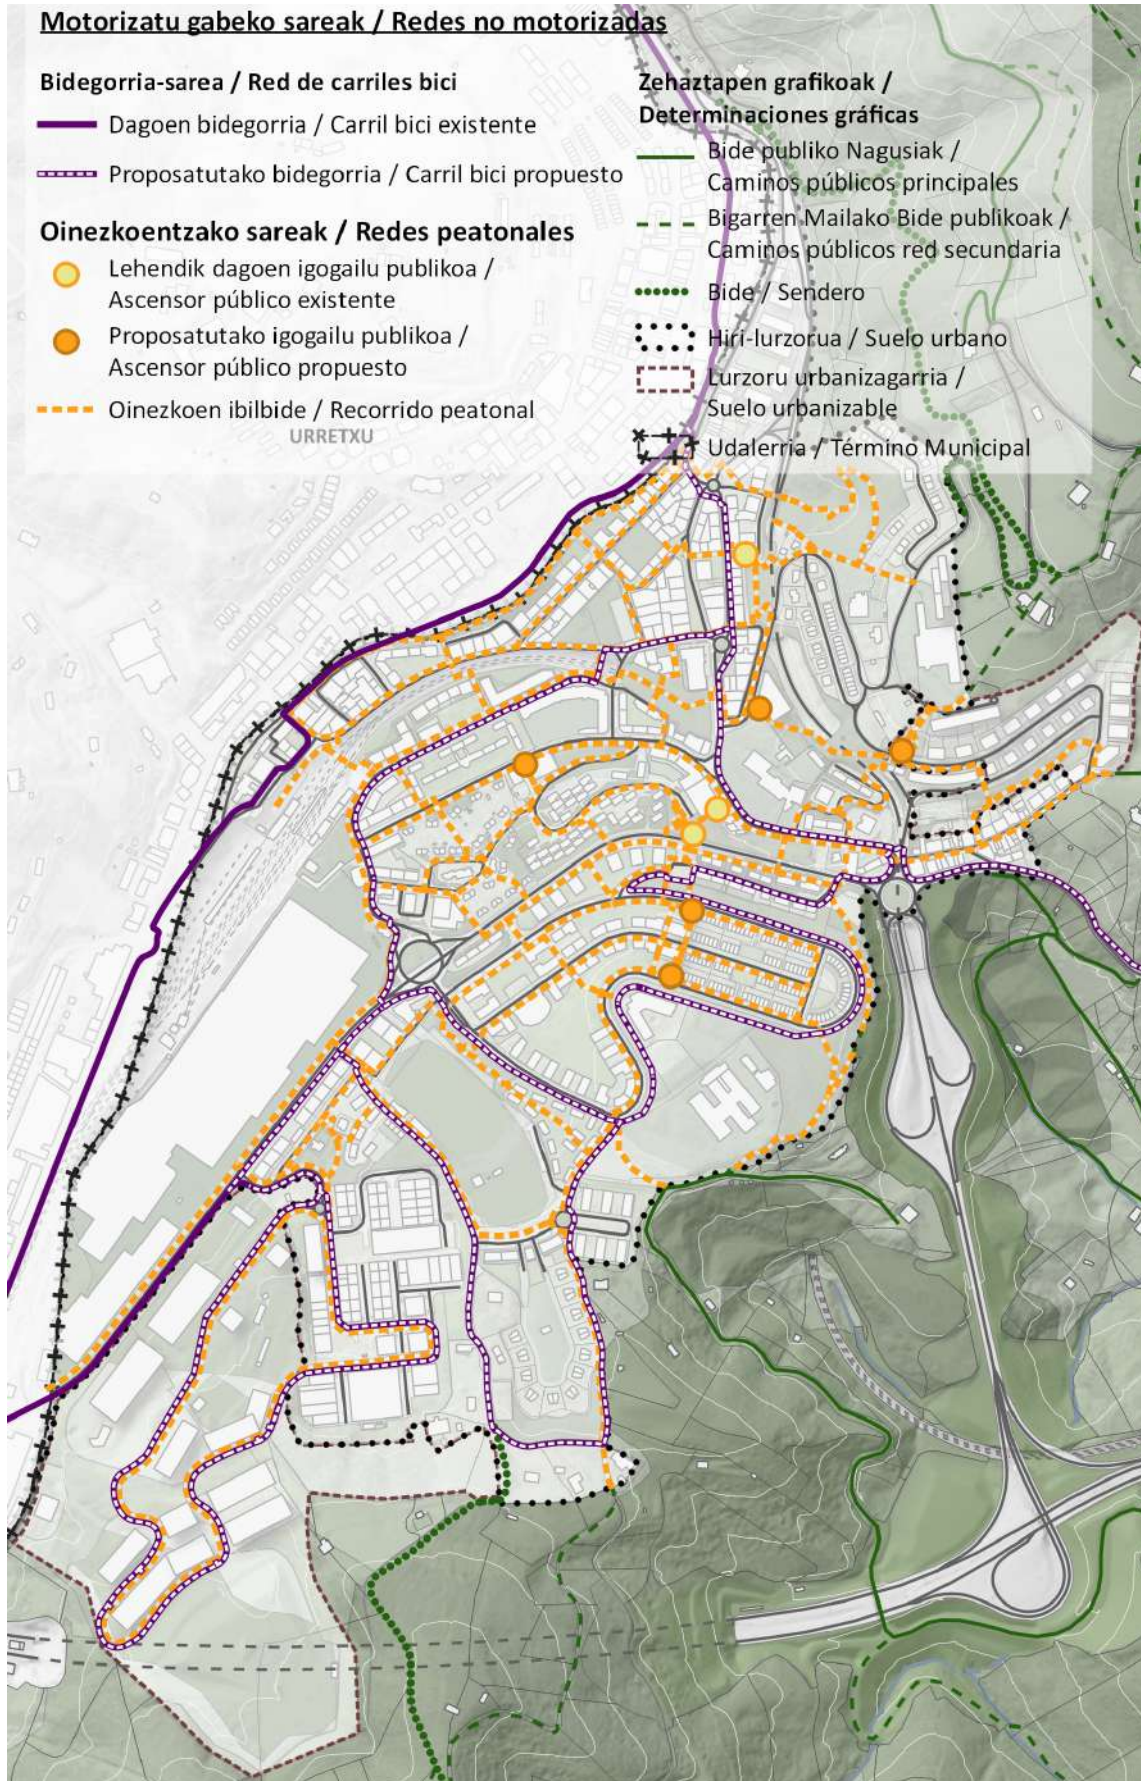 Motorizatu gabeko sareak / Redes no motorizadas
Bidegorria-sarea / Red de carriles bici
Dagoen bidegorria / Carril bici existente
Proposatutako bidegorria / Carril bici propuesto
Oinezkoentzako sareak / Redes peatonales
Lehendik dagoen igogailu publikoa /
Ascensor público existente
Proposatutako igogailu publikoa /
Ascensor público propuesto
Oinezkoen ibilbide / Recorrido peatonal
Zehaztapen grafikoak /
Determinaciones gráficas
Bide publiko Nagusiak /
Caminos públicos principales
Bigarren Mailako Bide publikoak /
Caminos públicos red secundaria
Bide / Sendero
Hiri-lurzorua / Suelo urbano
Lurzoru urbanizagarria /
Suelo urbanizable
Udalerria / Término Municipal
URRETXU